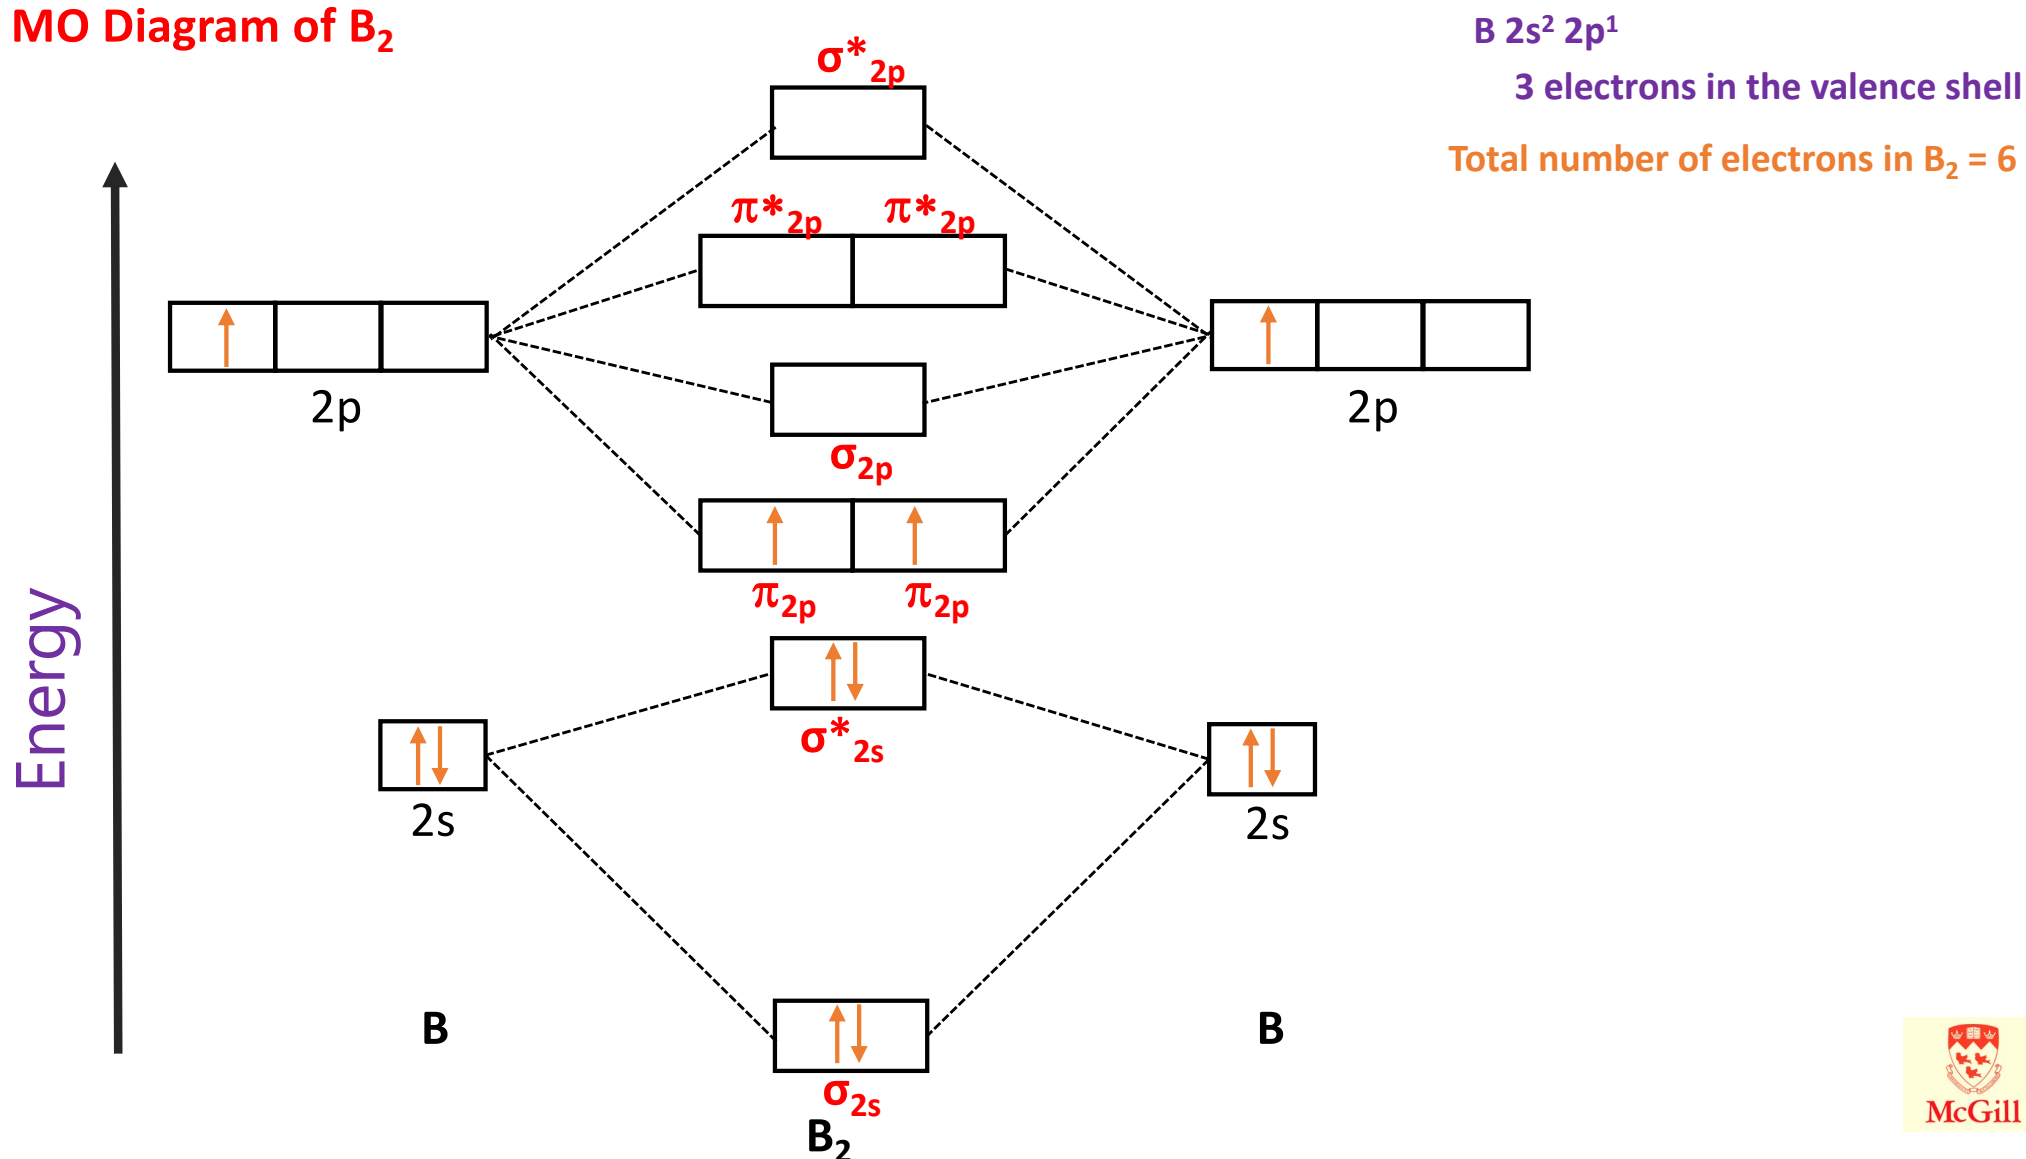 MO Diagram of B₂
B 2s² 2p¹
3 electrons in the valence shell
Total number of electrons in B₂ = 6
σ*₂p
π*₂p π*₂p
2p
2p
σ₂p
π₂p π₂p
σ*₂s
2s
2s
Energy
B
B
σ₂s
B₂
McGill